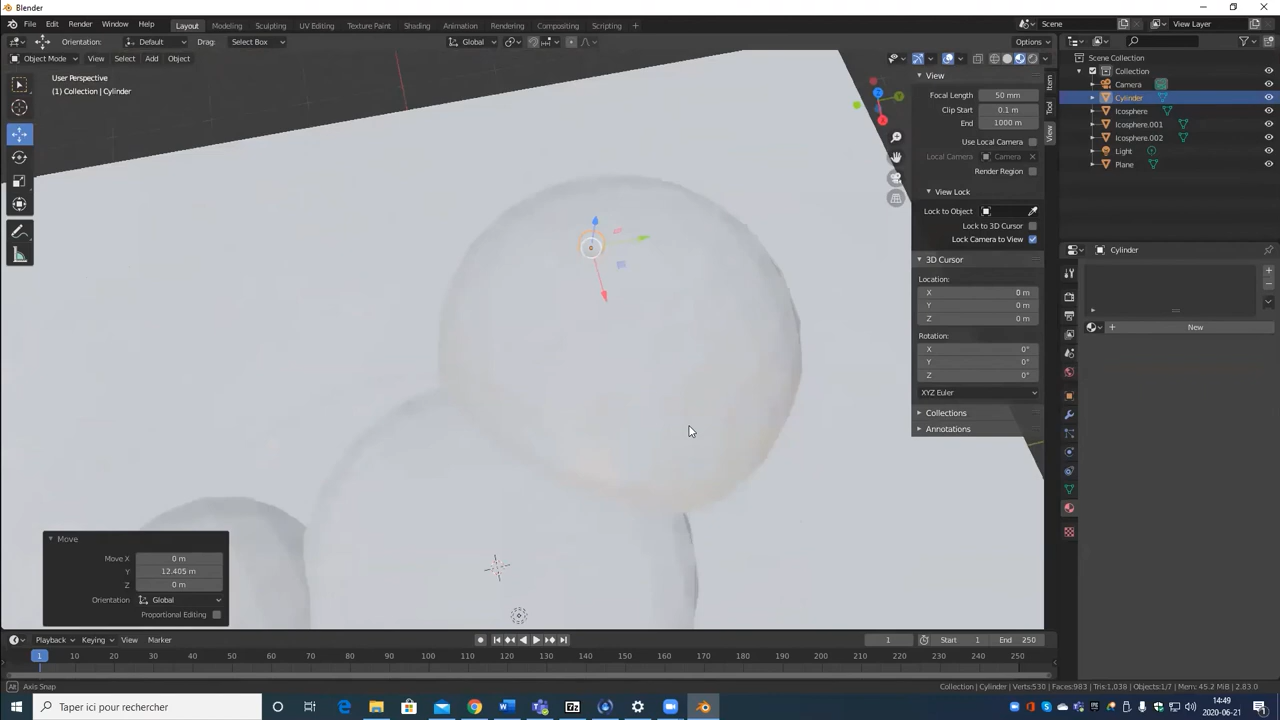 Blender
File Edit Render Window Help Layout Modeling Sculpting UV Editing Texture Paint Shading Animation Rendering Compositing Scripting + Scene View Layer
Orientation: Default Drag: Select Box Global Options
Object Mode View Select Add Object
User Perspective
(1) Collection | Cylinder
View
Focal Length 50 mm
Clip Start 0.1 m
End 1000 m
Use Local Camera
Local Camera Camera
Render Region
View Lock
Lock to Object
Lock to 3D Cursor
Lock Camera to View
3D Cursor
Location:
X 0 m
Y 0 m
Z 0 m
Rotation:
X 0°
Y 0°
Z 0°
XYZ Euler
Collections
Annotations
Item
Tool
View
Scene Collection
Collection
Camera
Cylinder
Icosphere
Icosphere.001
Icosphere.002
Light
Plane
Cylinder
New
Move
Move X 0 m
Y 12.405 m
Z 0 m
Orientation Global
Proportional Editing
Playback Keying View Marker 1 Start 1 End 250
1 10 20 30 40 50 60 70 80 90 100 110 120 130 140 150 160 170 180 190 200 210 220 230 240 250
Alt Axis Snap Collection | Cylinder | Verts:530 | Faces:983 | Tris:1,038 | Objects:1/7 | Mem: 45.2 MiB | 2.83.0
Taper ici pour rechercher
14:49
2020-06-21